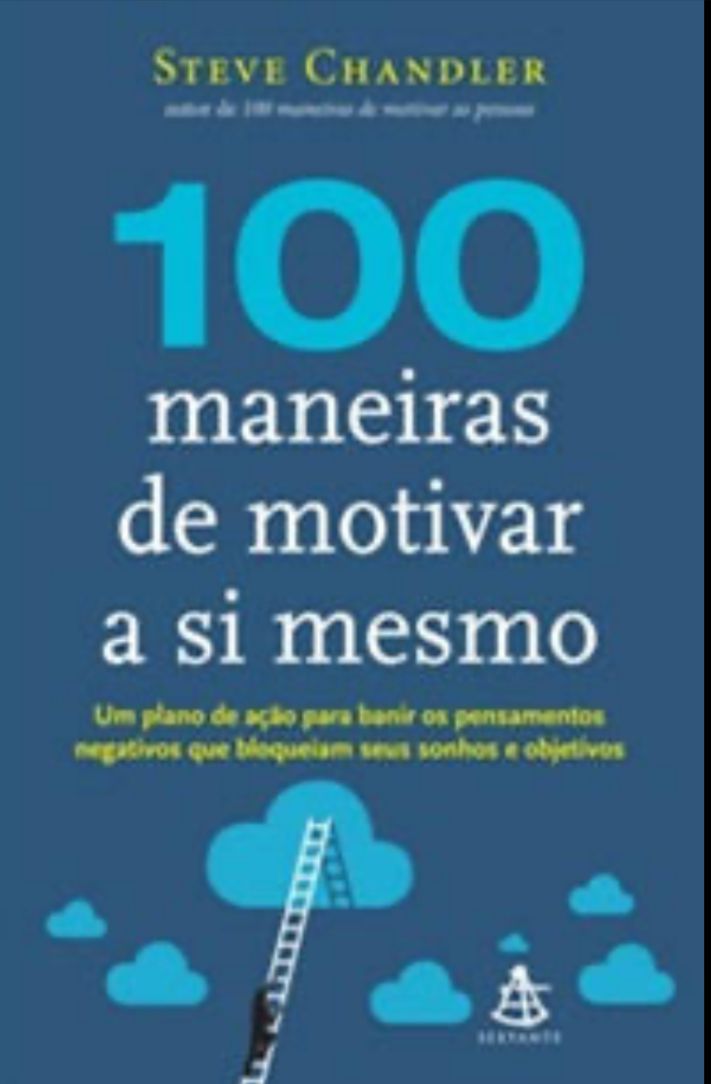 STEVE CHANDLER
autor de 100 maneiras de motivar as pessoas
100
maneiras
de motivar
a si mesmo
Um plano de ação para banir os pensamentos
negativos que bloqueiam seus sonhos e objetivos
SEXTANTE